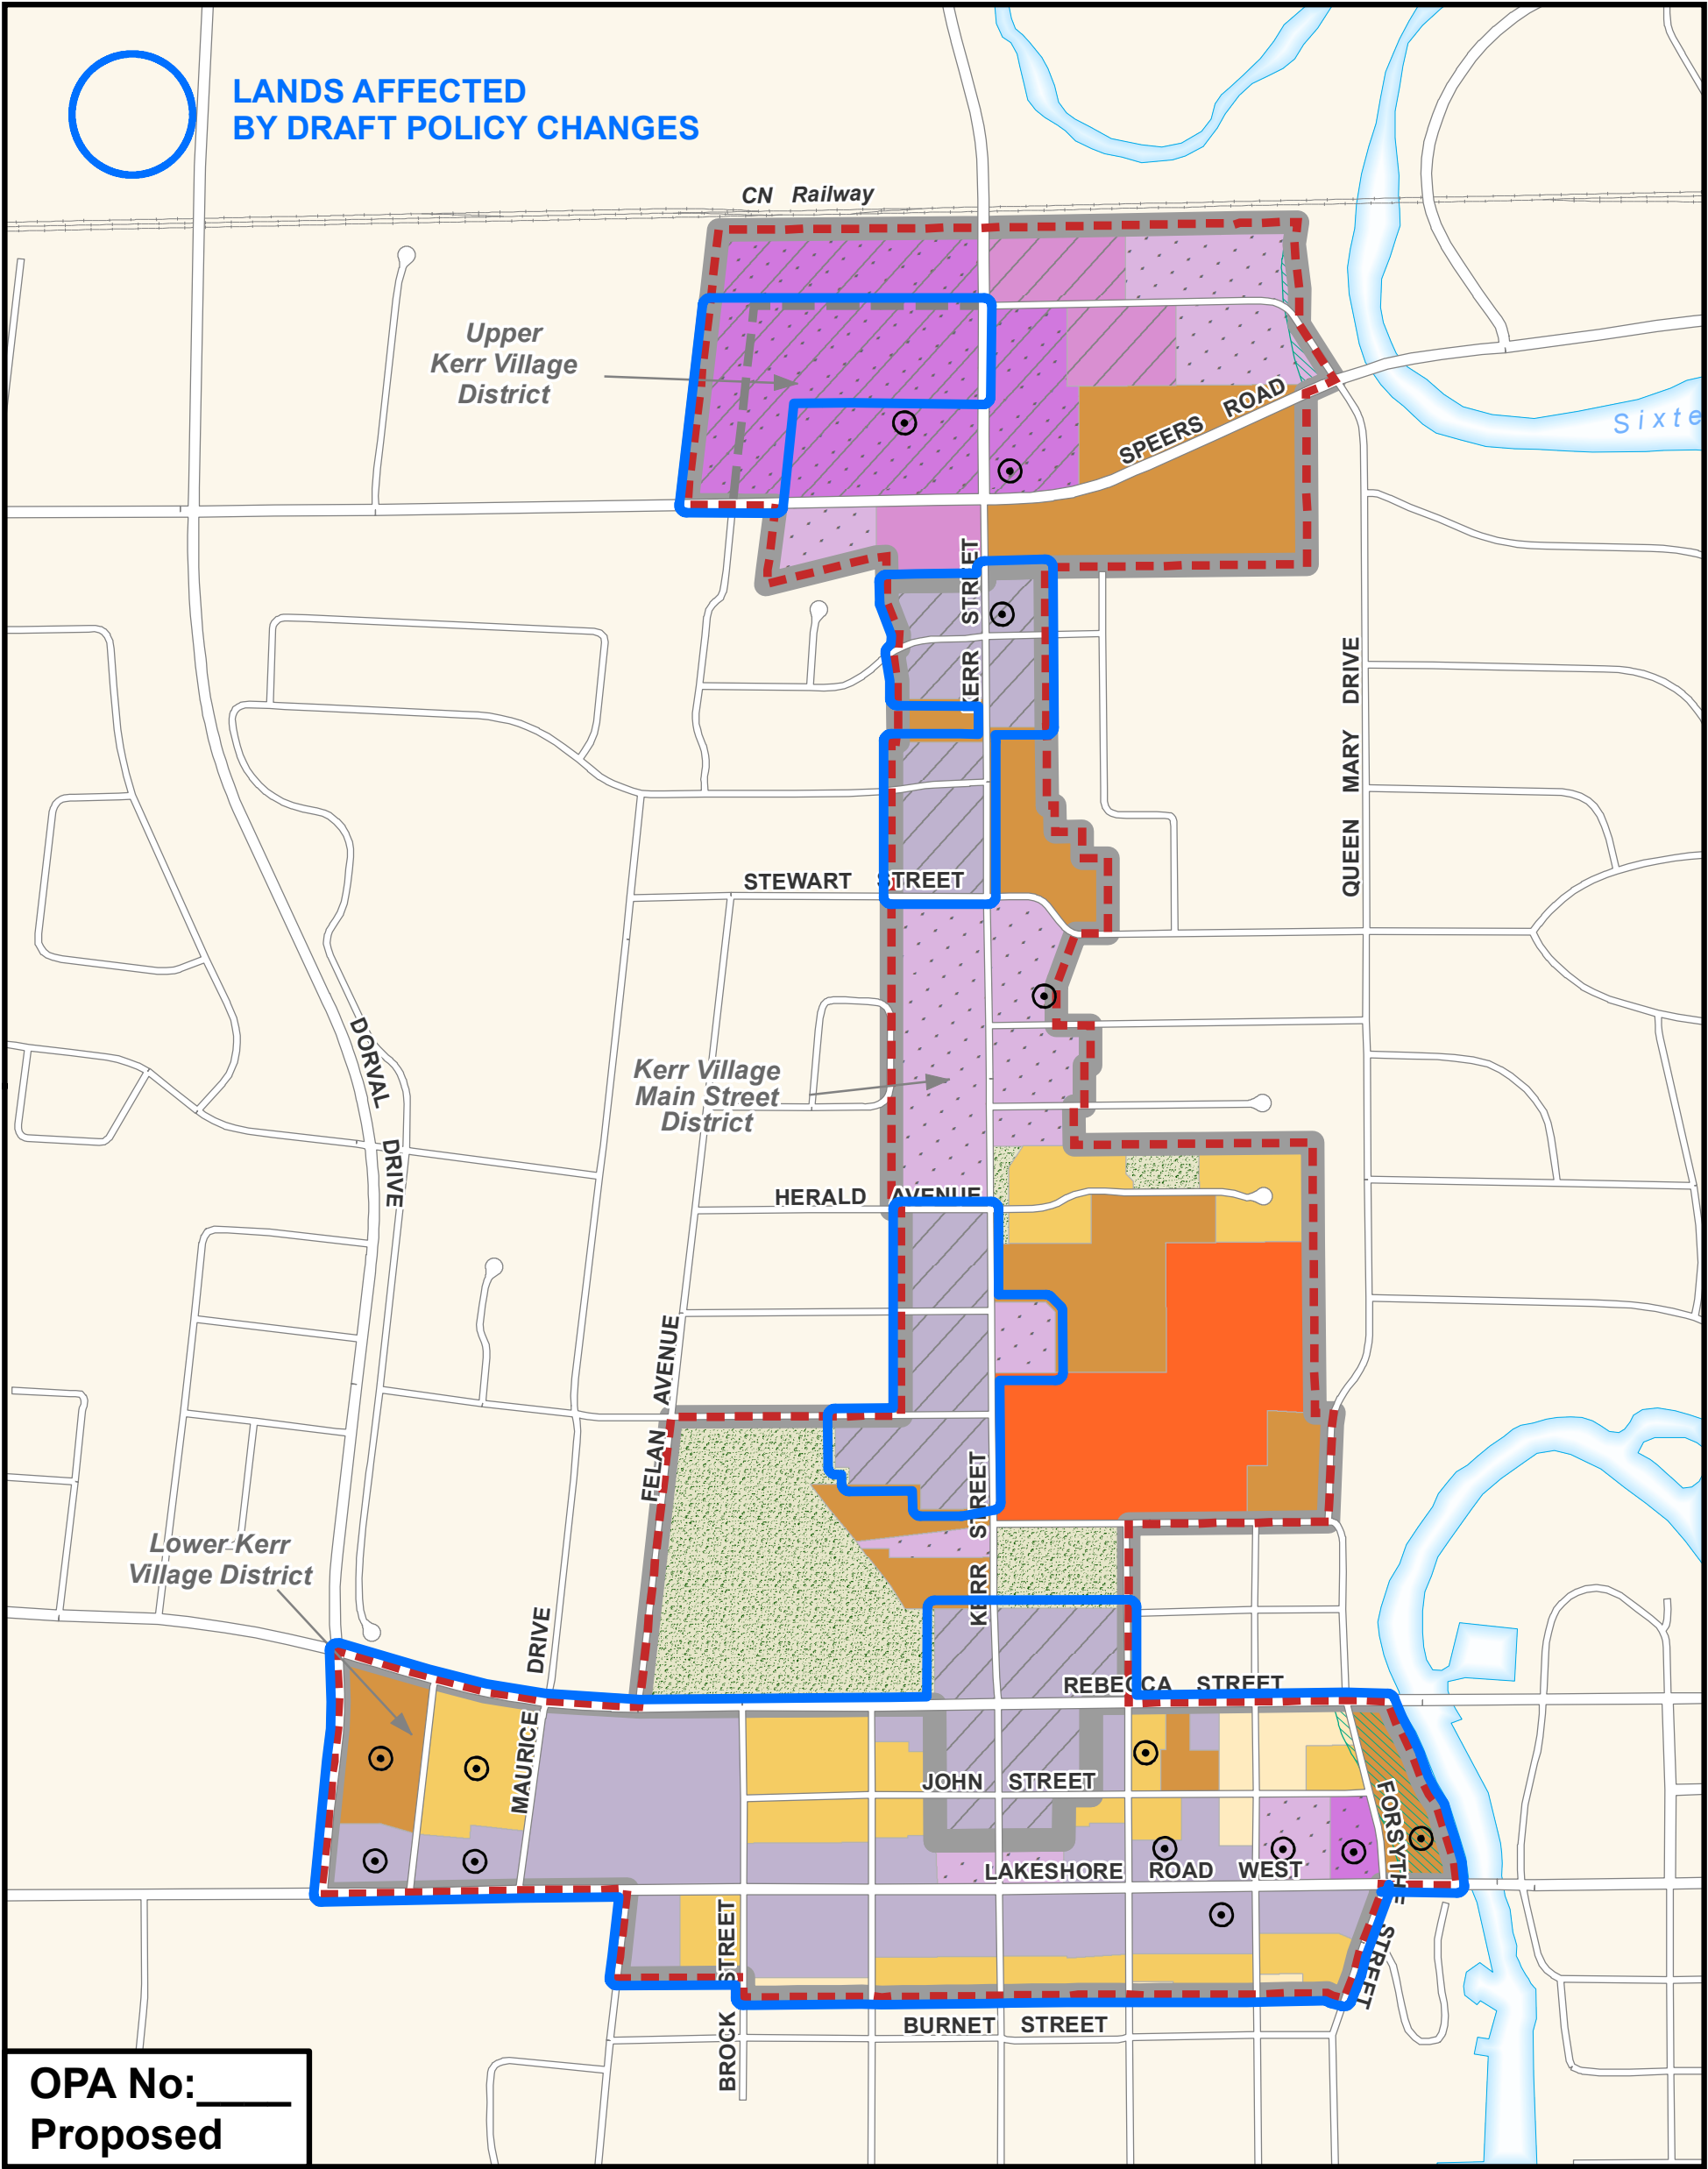 LANDS AFFECTED
BY DRAFT POLICY CHANGES
CN Railway
Upper
Kerr Village
District
SPEERS ROAD
Sixte
KERR STREET
QUEEN MARY DRIVE
STEWART STREET
DORVAL DRIVE
Kerr Village
Main Street
District
HERALD AVENUE
FELAN AVENUE
KERR STREET
Lower Kerr
Village District
MAURICE DRIVE
REBECCA STREET
JOHN STREET
FORSYTHE STREET
LAKESHORE ROAD WEST
BROCK STREET
BURNET STREET
OPA No:____
Proposed